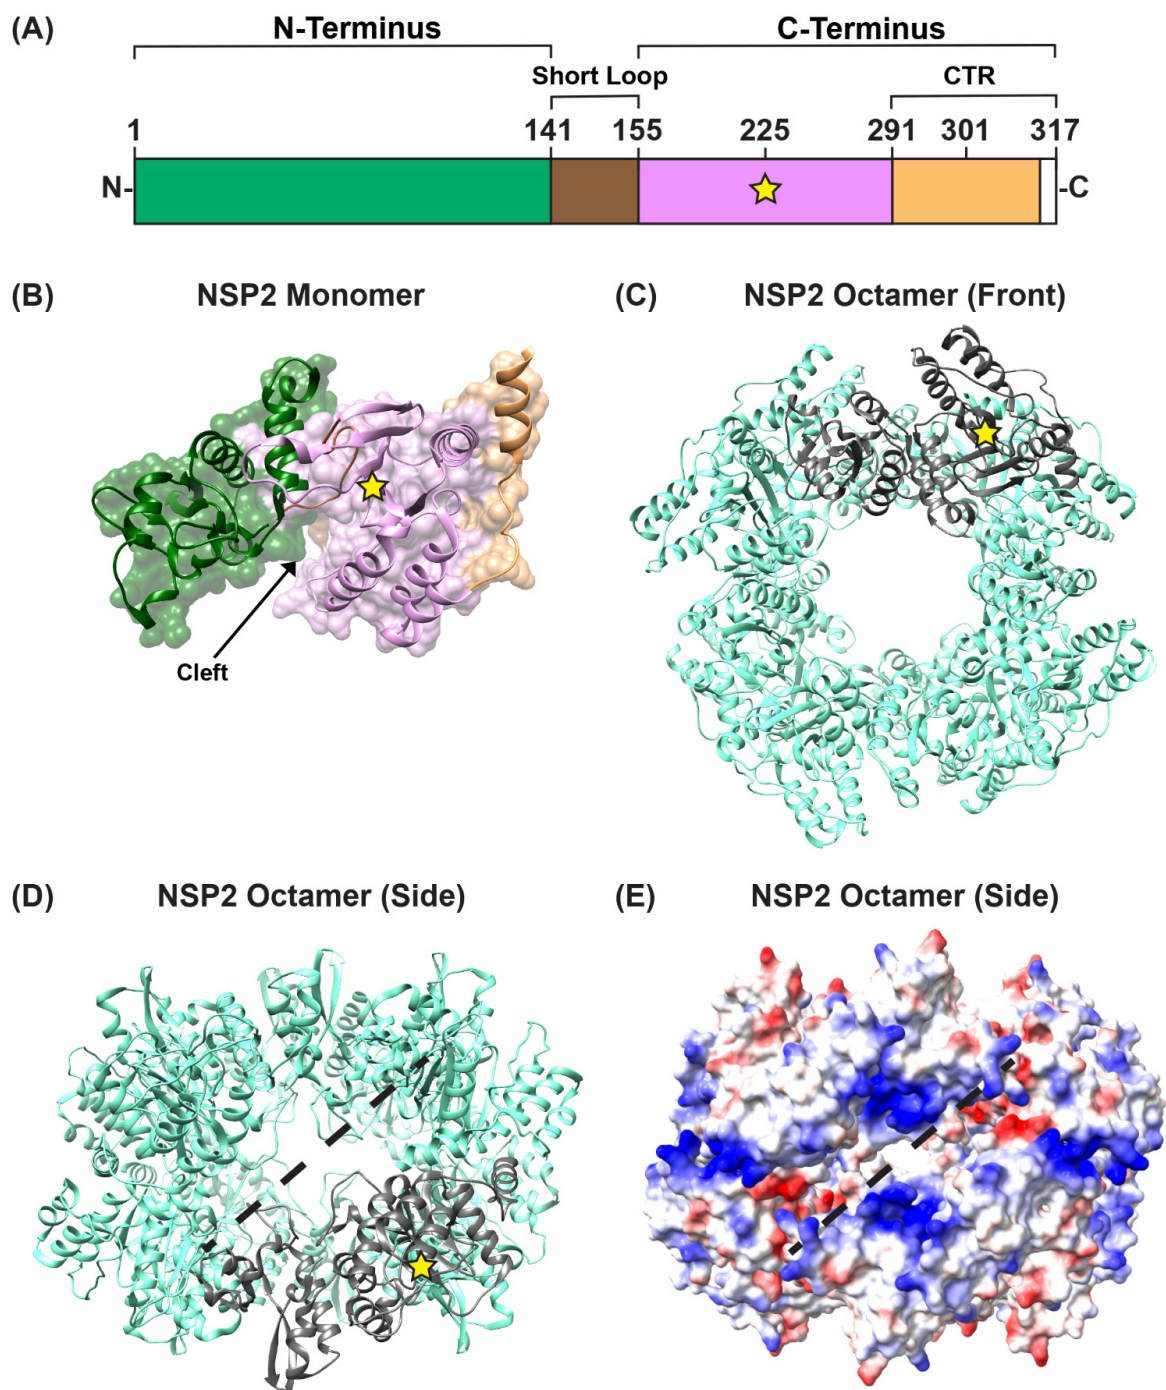 (A)
N-Terminus
C-Terminus
Short Loop
CTR
1
141
155
225
291
301
317
N-
-C
(B)
NSP2 Monomer
Cleft
(C)
NSP2 Octamer (Front)
(D)
NSP2 Octamer (Side)
(E)
NSP2 Octamer (Side)